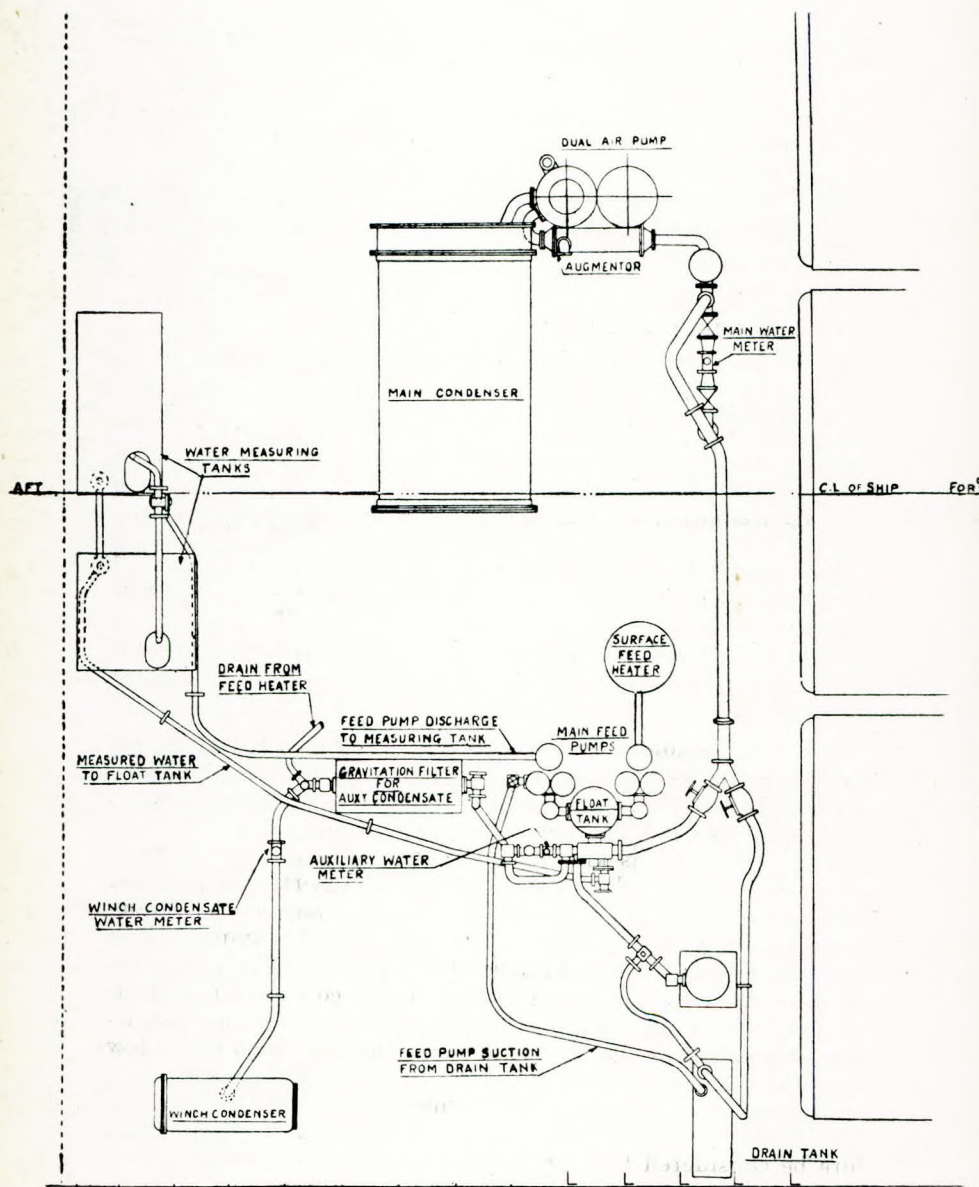 DUAL AIR PUMP
AUGMENTOR
MAIN WATER
METER
MAIN CONDENSER
WATER MEASURING
TANKS
AFT
C.L OF SHIP
FOR^D
SURFACE
FEED
HEATER
DRAIN FROM
FEED HEATER
FEED PUMP DISCHARGE
TO MEASURING TANK
MAIN FEED
PUMPS
MEASURED WATER
TO FLOAT TANK
GRAVITATION FILTER
FOR
AUX^Y CONDENSATE
FLOAT
TANK
AUXILIARY WATER
METER
WINCH CONDENSATE
WATER METER
FEED PUMP SUCTION
FROM DRAIN TANK
WINCH CONDENSER
DRAIN TANK